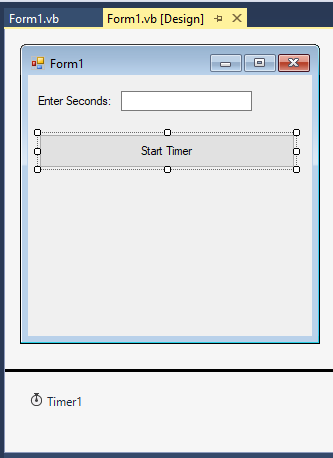 Form1.vb
Form1.vb [Design]
Form1
Enter Seconds:
Start Timer
Timer1